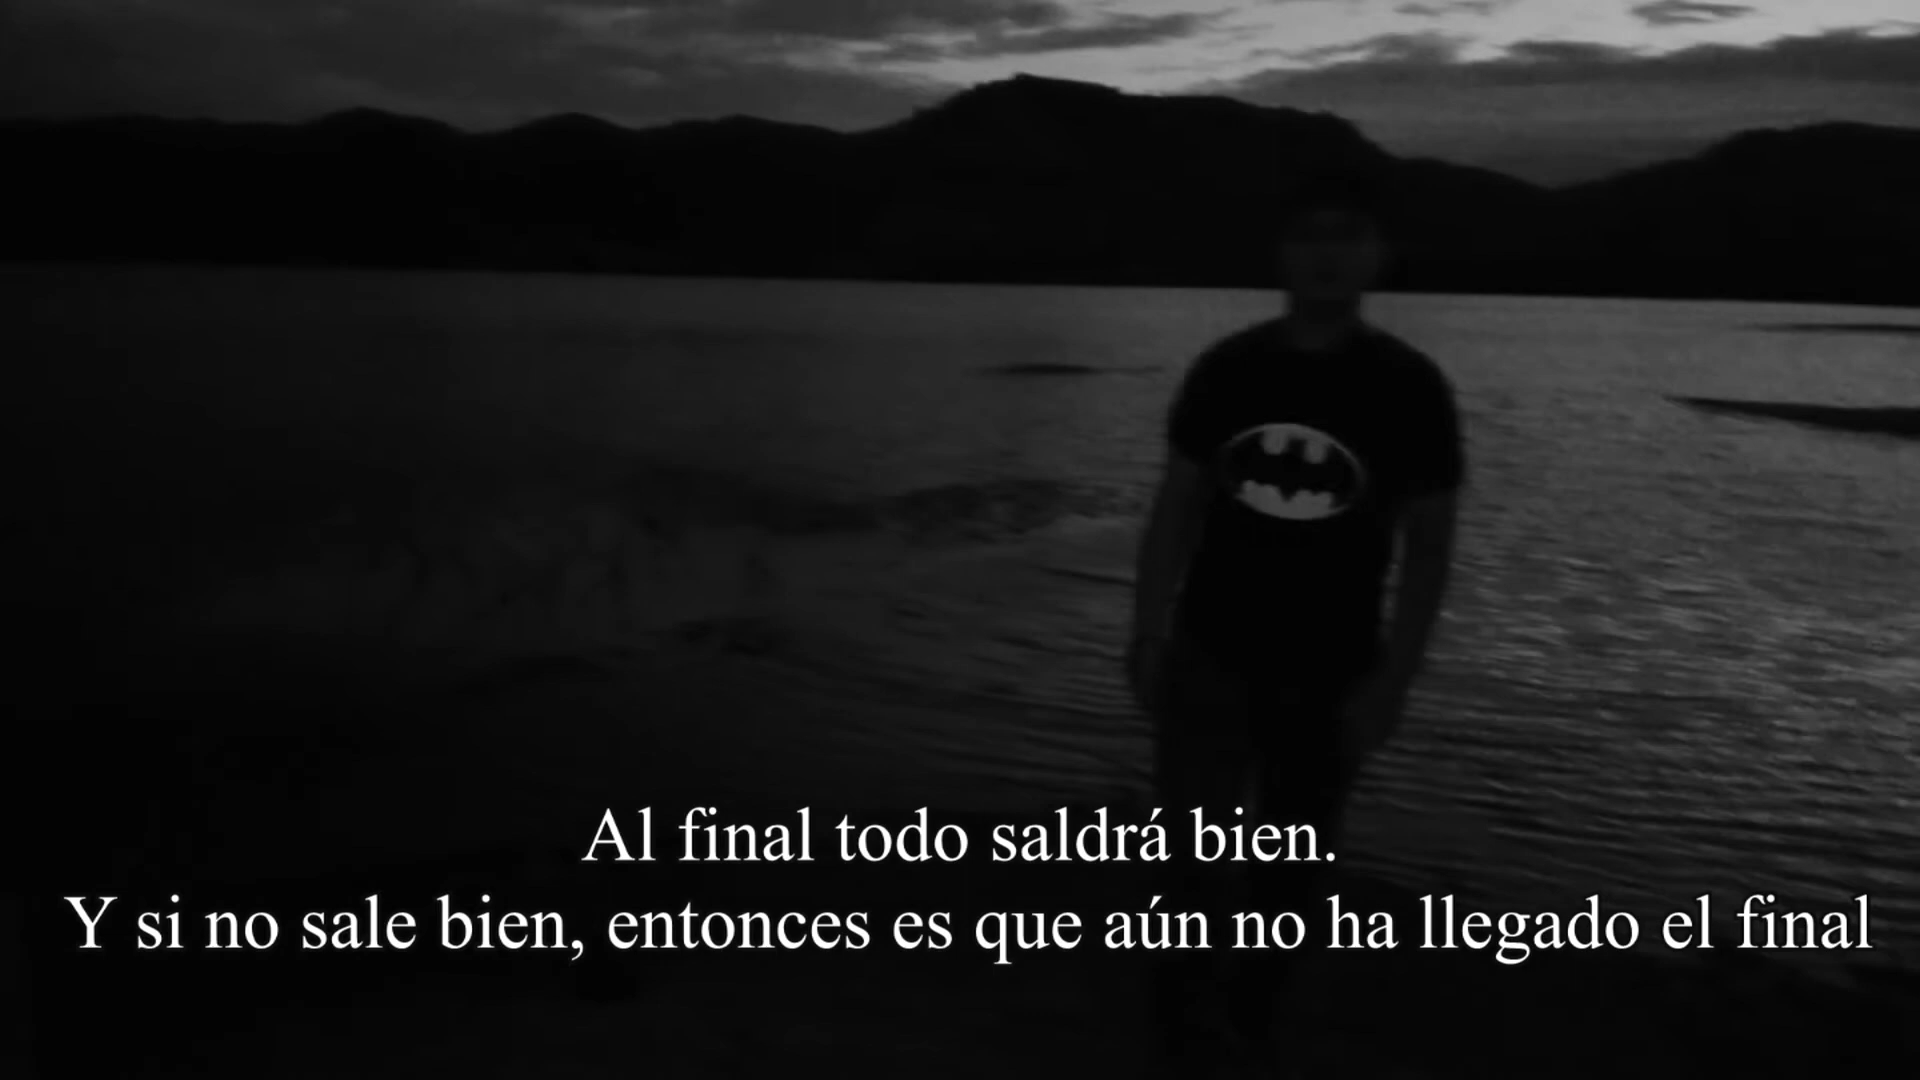 Al final todo saldrá bien.
Y si no sale bien, entonces es que aún no ha llegado el final